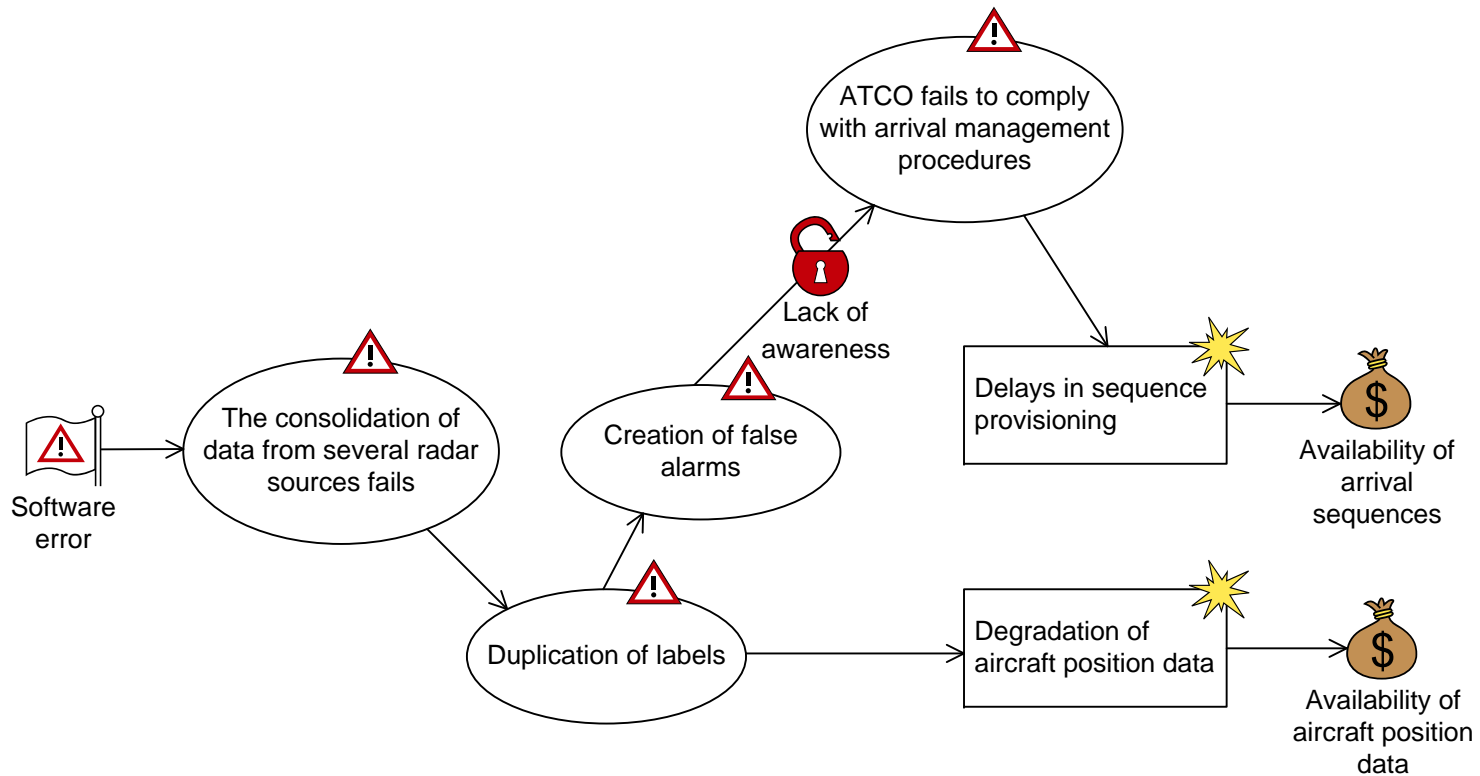 ATCO fails to comply
with arrival management
procedures
Lack of
awareness
The consolidation of
data from several radar
sources fails
Creation of false
alarms
Delays in sequence
provisioning
$
Availability of
arrival
sequences
Software
error
Duplication of labels
Degradation of
aircraft position data
$
Availability of
aircraft position
data